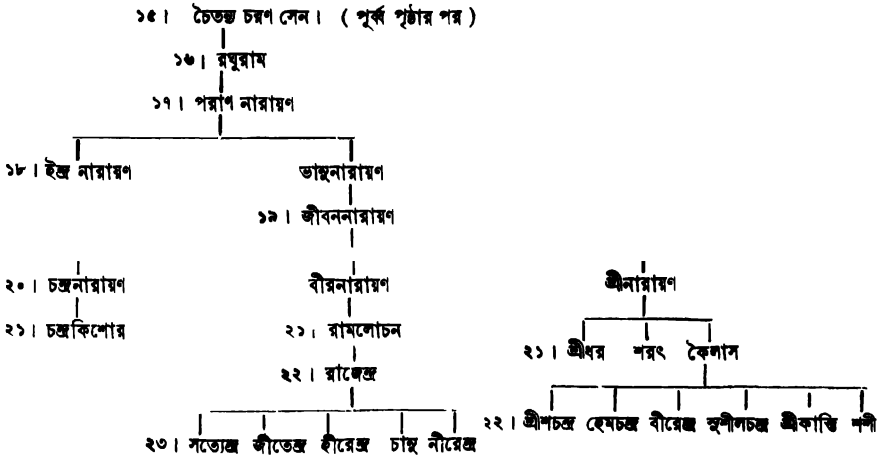 ১৫। চৈতন্য চরণ সেন। ( পূর্ব্ব পৃষ্ঠার পর )
১৬। রঘুরাম
১৭। পরাণ নারায়ণ
১৮। ইন্দ্র নারায়ণ ভানুনারায়ণ
১৯। জীবননারায়ণ
২০। চন্দ্রনারায়ণ বীরনারায়ণ শ্রীনারায়ণ
২১। চন্দ্রকিশোর ২১। রামলোচন ২১। শ্রীধর শরৎ কৈলাস
২২। রাজেন্দ্র
২২। শ্রীশচন্দ্র হেমচন্দ্র বীরেন্দ্র সুশীলচন্দ্র শ্রীকান্তি শশী
২৩। সত্যেন্দ্র জীতেন্দ্র হীরেন্দ্র চানু নীরেন্দ্র